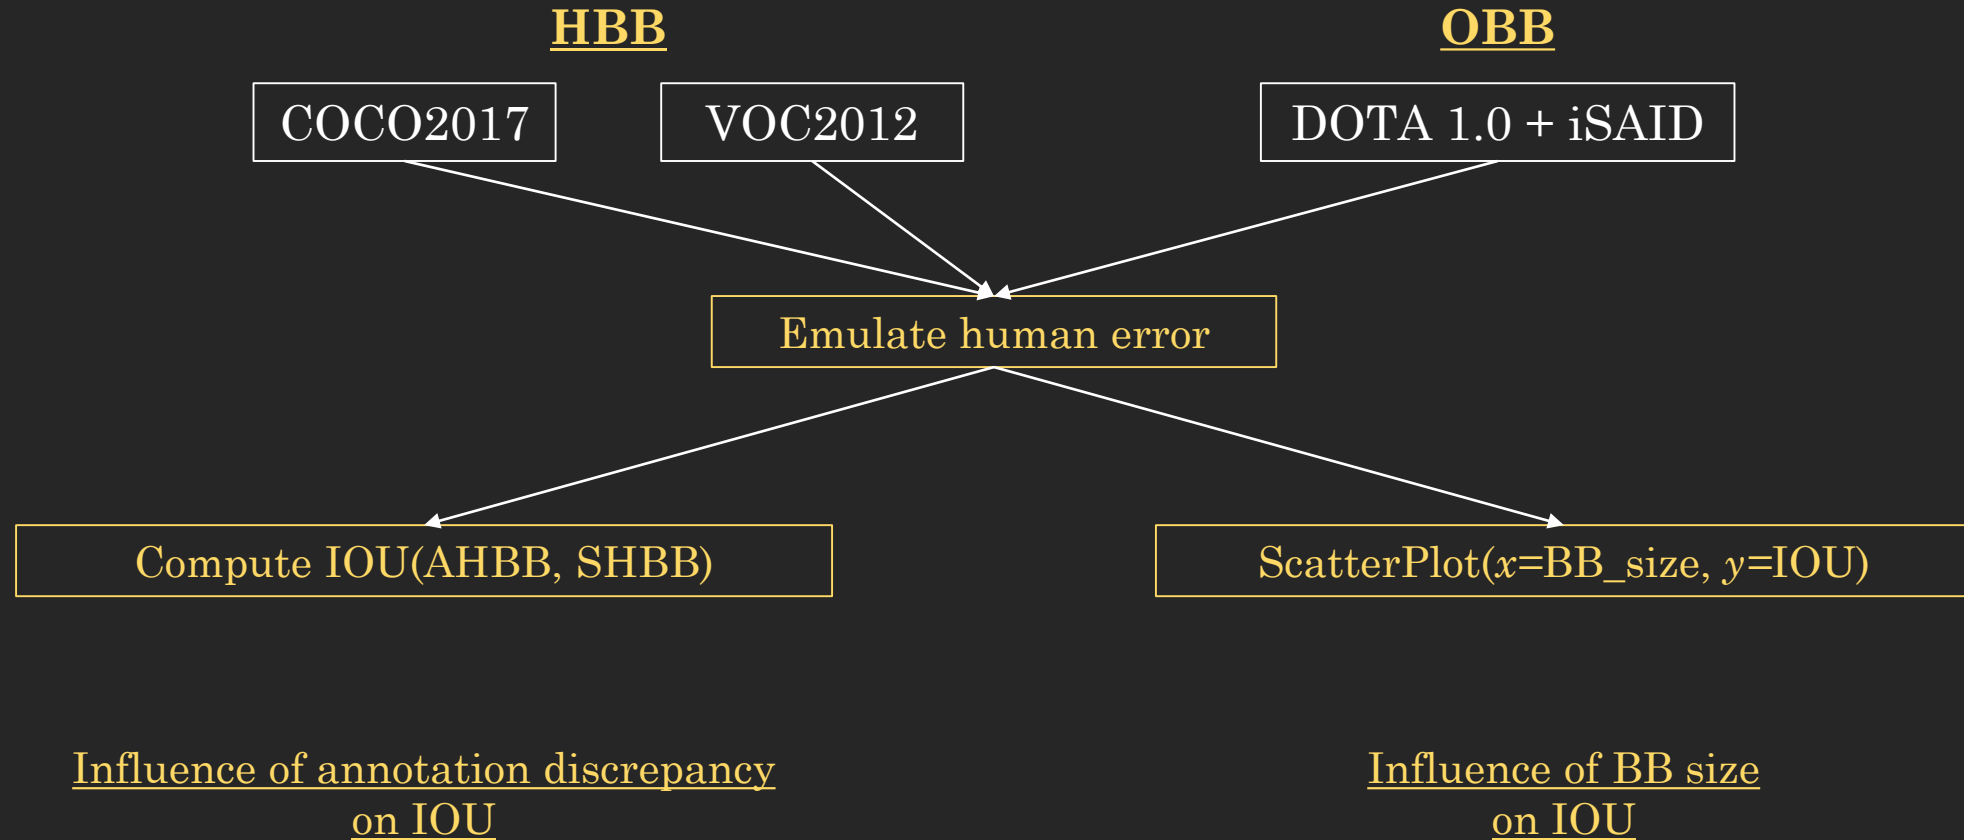 HBB
OBB
COCO2017
VOC2012
DOTA 1.0 + iSAID
Emulate human error
Compute IOU(AHBB, SHBB)
ScatterPlot(x=BB_size, y=IOU)
Influence of annotation discrepancy
on IOU
Influence of BB size
on IOU